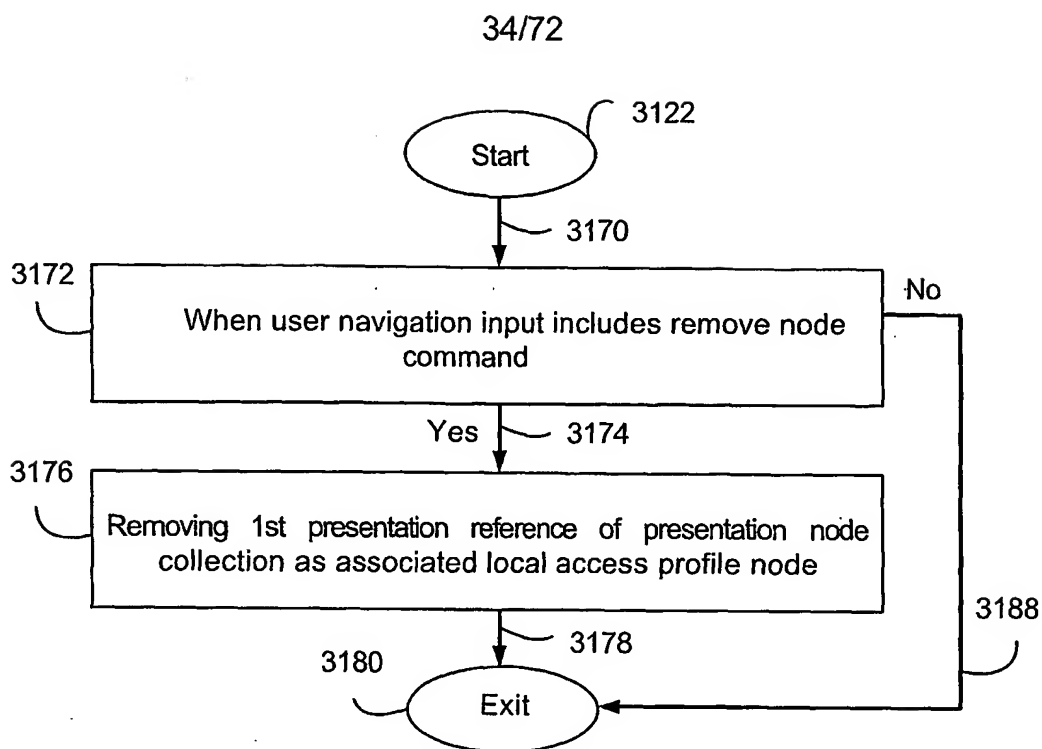 34/72
3122
Start
3170
3172
No
When user navigation input includes remove node
command
Yes
3174
3176
Removing 1st presentation reference of presentation node
collection as associated local access profile node
3188
3178
3180
Exit